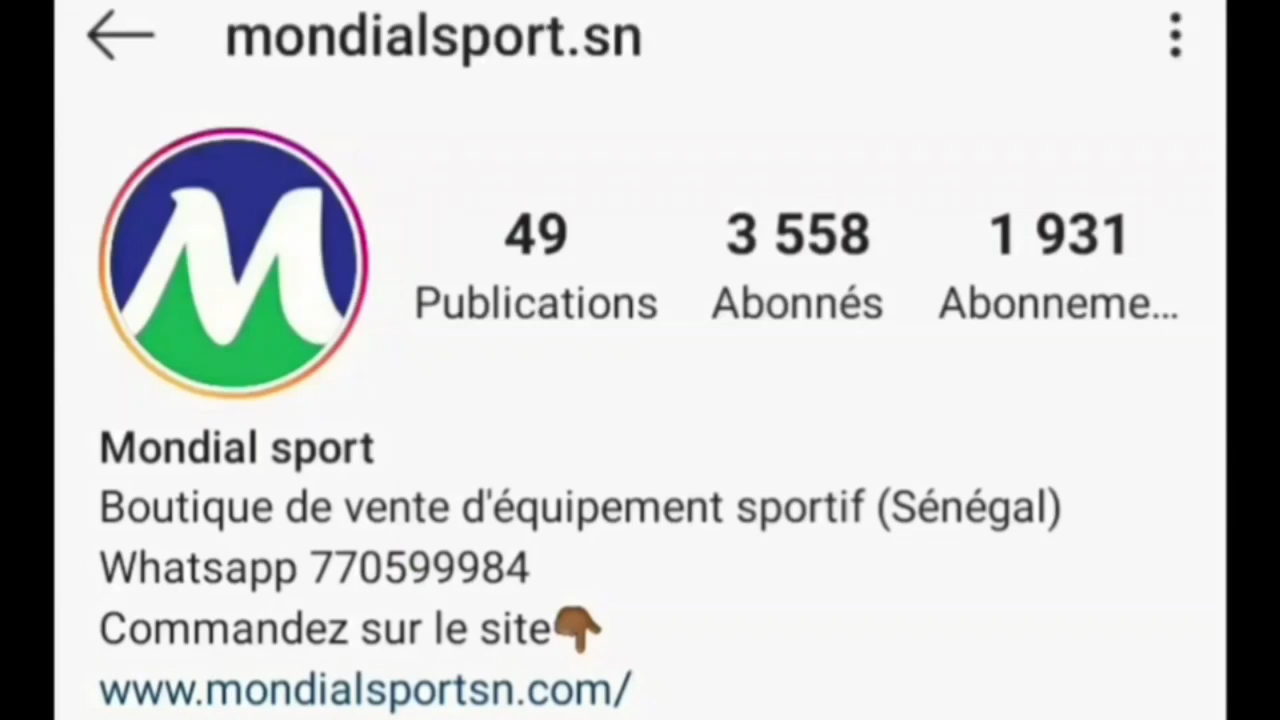 mondialsport.sn
M
49 3 558 1 931
Publications Abonnés Abonneme...
Mondial sport
Boutique de vente d'équipement sportif (Sénégal)
Whatsapp 770599984
Commandez sur le site👇🏾
www.mondialsportsn.com/